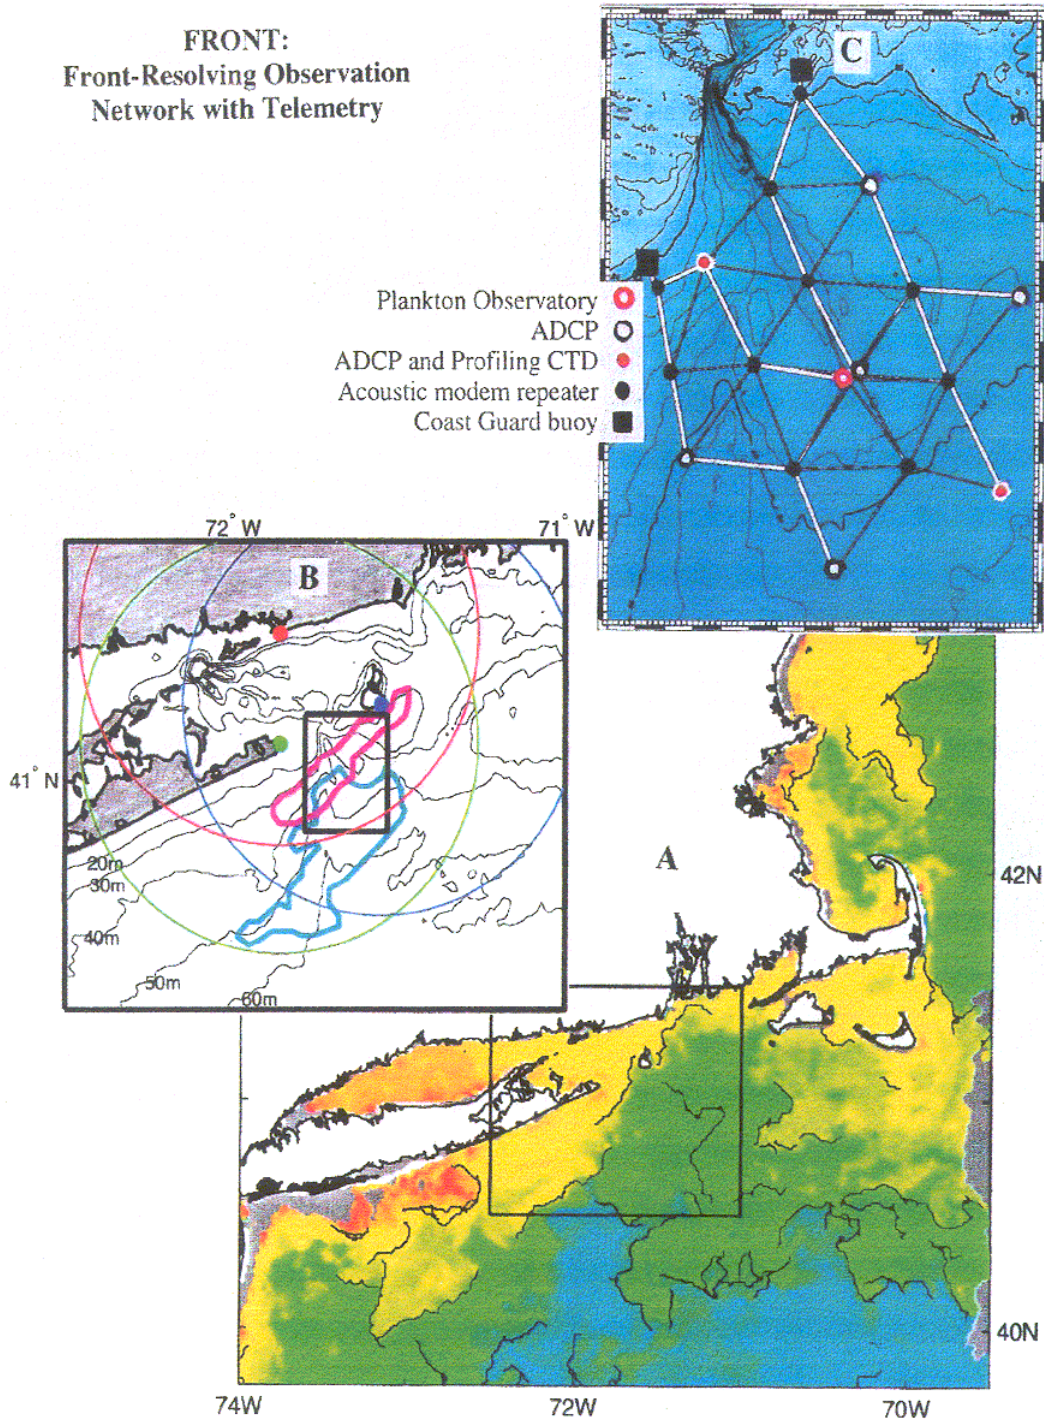 FRONT:
Front-Resolving Observation
Network with Telemetry
C
Plankton Observatory
ADCP
ADCP and Profiling CTD
Acoustic modem repeater
Coast Guard buoy
72° W
71° W
B
41° N
20m
30m
40m
50m
60m
A
42N
40N
74W
72W
70W